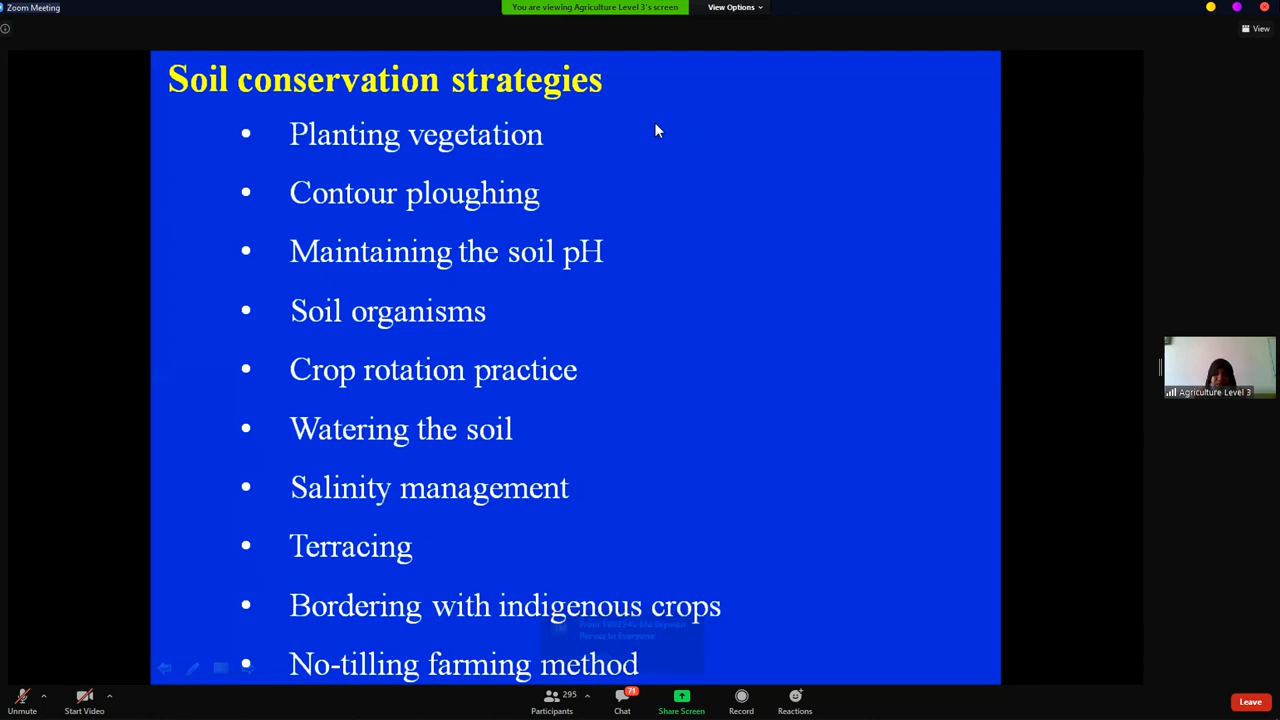 Zoom Meeting
You are viewing Agriculture Level 3's screen
View Options
View
Soil conservation strategies
• Planting vegetation
• Contour ploughing
• Maintaining the soil pH
• Soil organisms
• Crop rotation practice
• Watering the soil
• Salinity management
• Terracing
• Bordering with indigenous crops
• No-tilling farming method
Agriculture Level 3
to Everyone
Unmute
Start Video
295
Participants
71
Chat
Share Screen
Record
Reactions
Leave